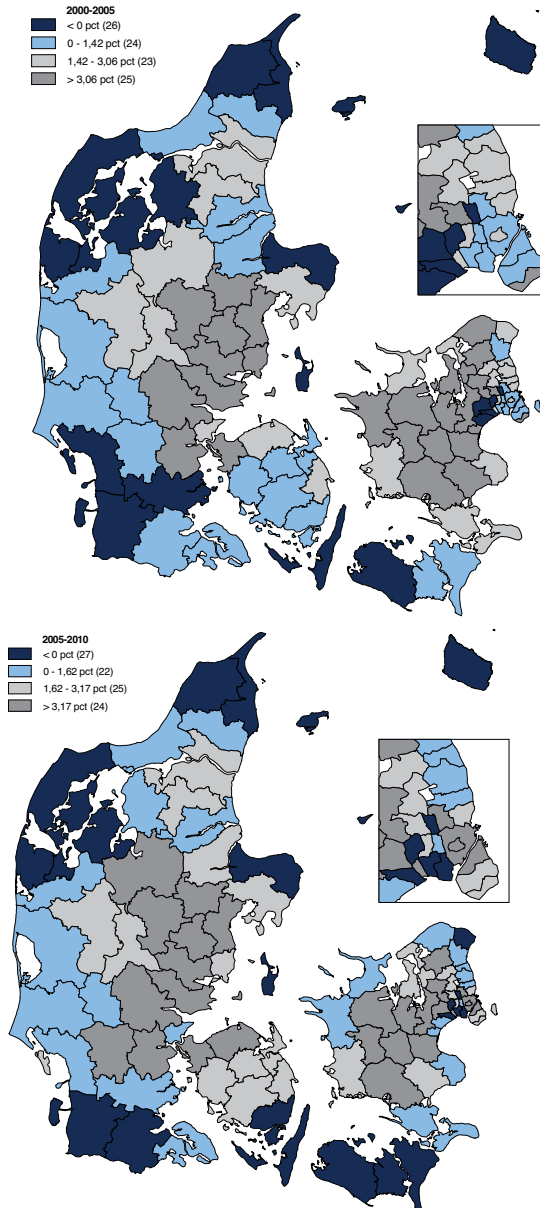 2000-2005
< 0 pct (26)
0 - 1,42 pct (24)
1,42 - 3,06 pct (23)
> 3,06 pct (25)
2005-2010
< 0 pct (27)
0 - 1,62 pct (22)
1,62 - 3,17 pct (25)
> 3,17 pct (24)